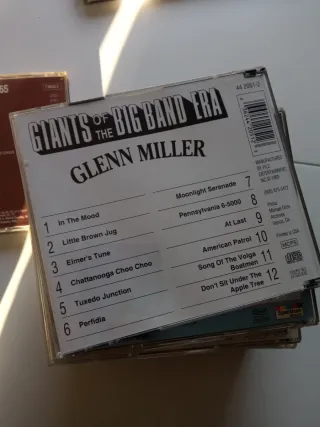 GIANTS OF THE BIG BAND ERA
GLENN MILLER
1 In The Mood
2 Little Brown Jug
3 Elmer's Tune
4 Chattanooga Choo Choo
5 Tuxedo Junction
6 Perfidia
Moonlight Serenade 7
Pennsylvania 6-5000 8
At Last 9
American Patrol 10
Song Of The Volga Boatmen 11
Don't Sit Under The Apple Tree 12
MANUFACTURED
MCPS